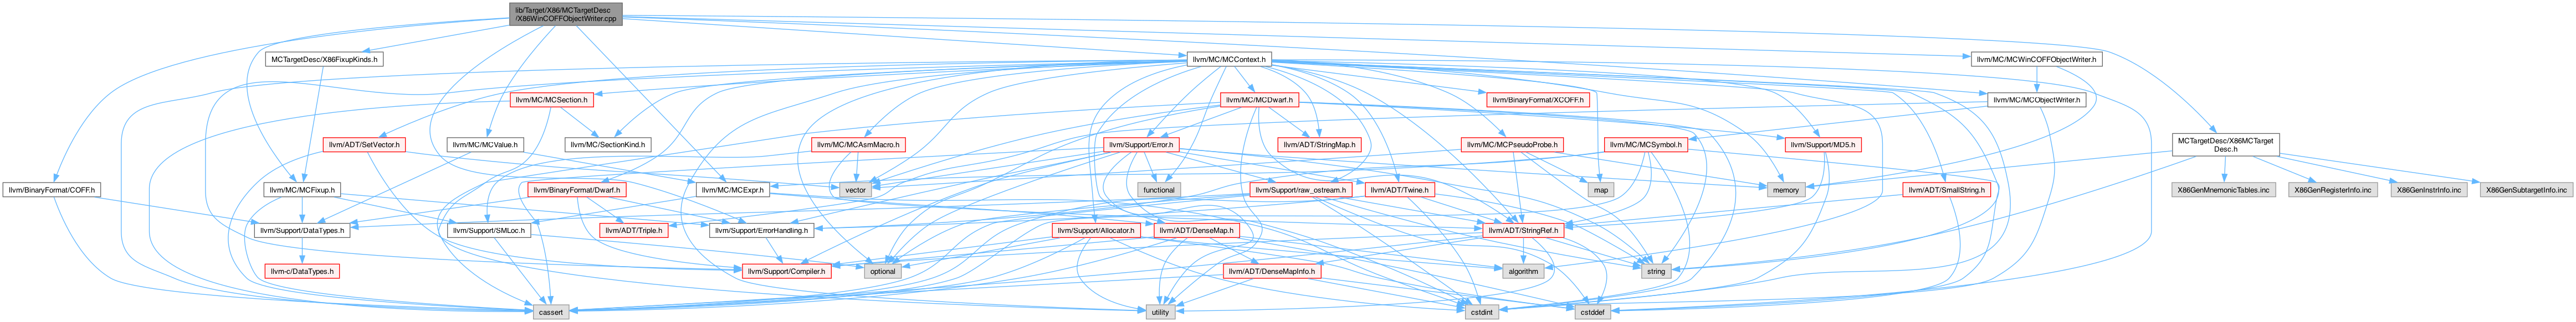 lib/Target/X86/MCTargetDesc
/X86WinCOFFObjectWriter.cpp
MCTargetDesc/X86FixupKinds.h
llvm/MC/MCContext.h
llvm/MC/MCWinCOFFObjectWriter.h
llvm/MC/MCSection.h
llvm/MC/MCDwarf.h
llvm/BinaryFormat/XCOFF.h
llvm/MC/MCObjectWriter.h
llvm/ADT/SetVector.h
llvm/MC/MCValue.h
llvm/MC/SectionKind.h
llvm/MC/MCAsmMacro.h
llvm/Support/Error.h
llvm/ADT/StringMap.h
llvm/MC/MCPseudoProbe.h
llvm/MC/MCSymbol.h
llvm/Support/MD5.h
MCTargetDesc/X86MCTarget
Desc.h
llvm/BinaryFormat/COFF.h
llvm/MC/MCFixup.h
llvm/BinaryFormat/Dwarf.h
llvm/MC/MCExpr.h
vector
functional
llvm/Support/raw_ostream.h
llvm/ADT/Twine.h
map
memory
llvm/ADT/SmallString.h
X86GenMnemonicTables.inc
X86GenRegisterInfo.inc
X86GenInstrInfo.inc
X86GenSubtargetInfo.inc
llvm/Support/DataTypes.h
llvm/Support/SMLoc.h
llvm/ADT/Triple.h
llvm/Support/ErrorHandling.h
llvm/Support/Allocator.h
llvm/ADT/DenseMap.h
llvm/ADT/StringRef.h
llvm-c/DataTypes.h
llvm/Support/Compiler.h
optional
llvm/ADT/DenseMapInfo.h
algorithm
string
cassert
utility
cstdint
cstddef